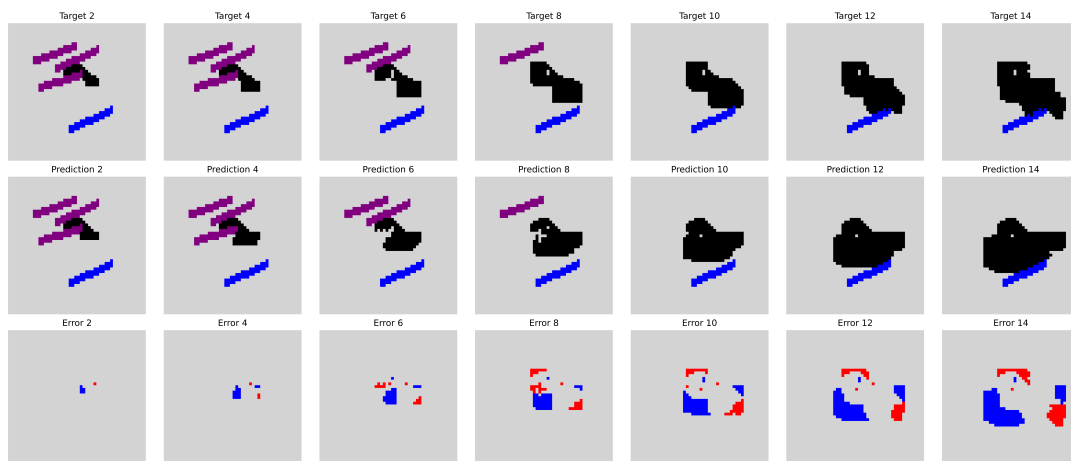 Target 2 Target 4 Target 6 Target 8 Target 10 Target 12 Target 14
Prediction 2 Prediction 4 Prediction 6 Prediction 8 Prediction 10 Prediction 12 Prediction 14
Error 2 Error 4 Error 6 Error 8 Error 10 Error 12 Error 14